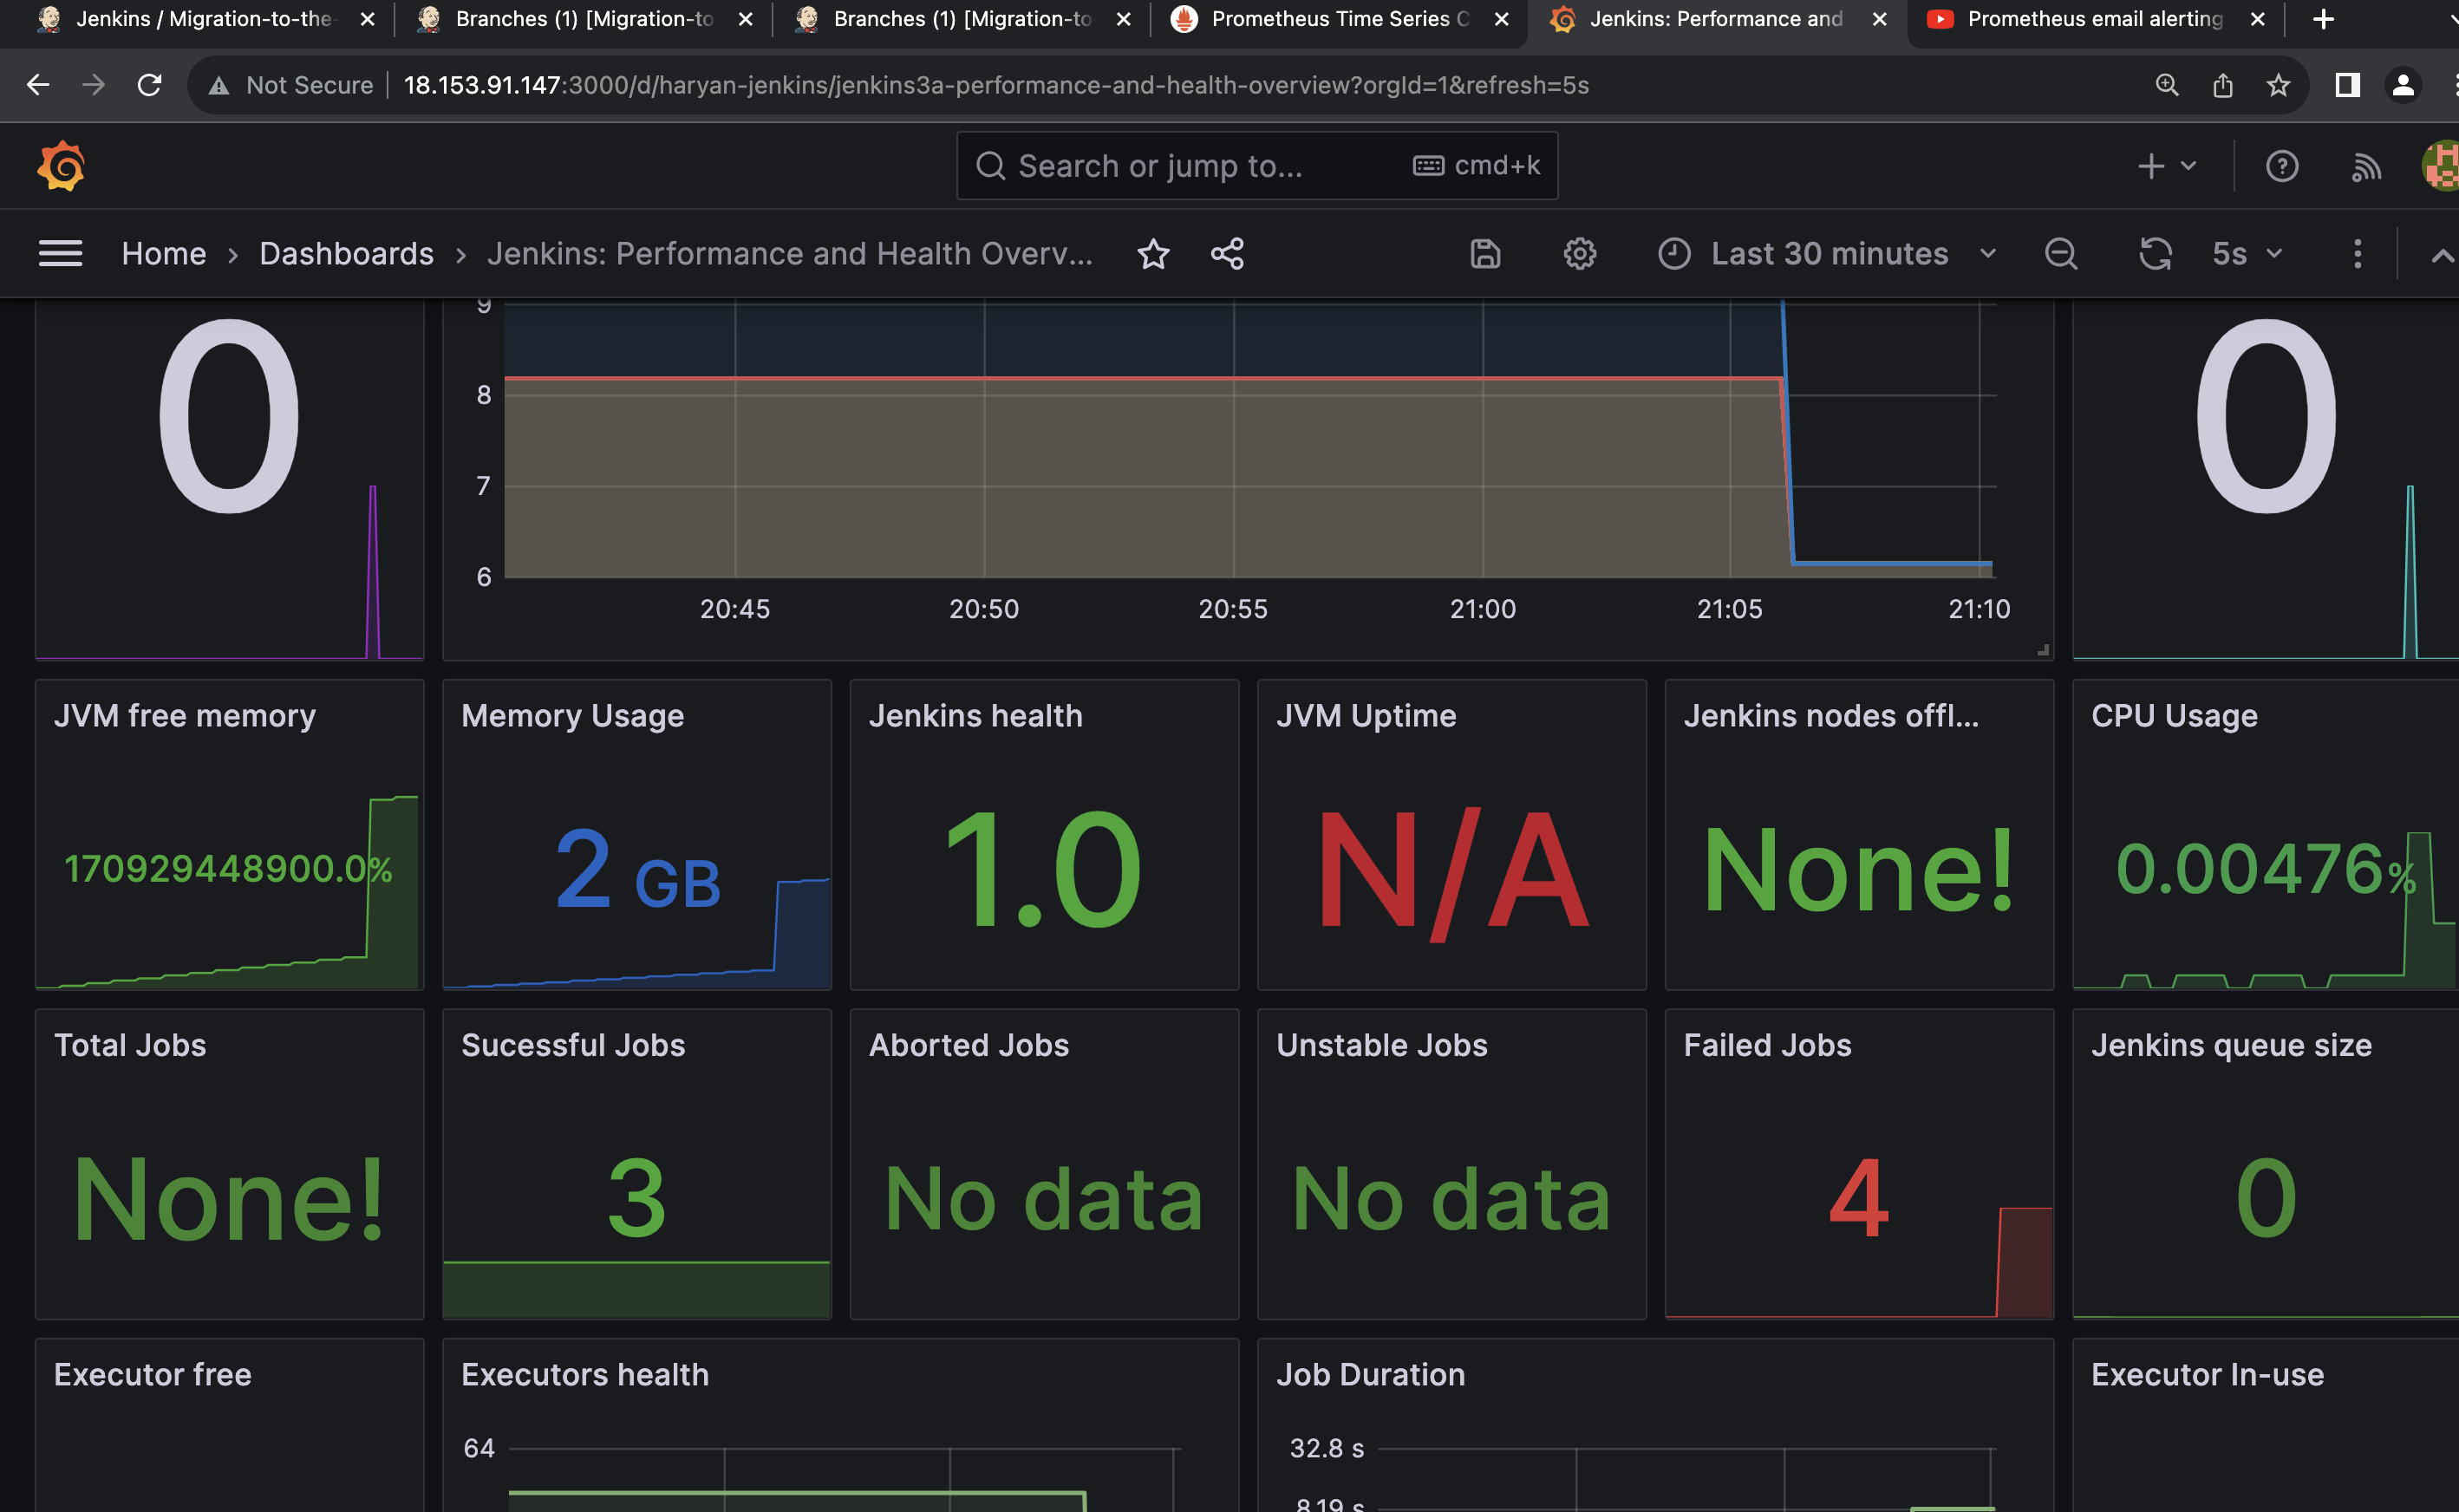 Jenkins / Migration-to-the-
Branches (1) [Migration-to
Branches (1) [Migration-to
Prometheus Time Series C
Jenkins: Performance and
Prometheus email alerting
Not Secure
18.153.91.147:3000/d/haryan-jenkins/jenkins3a-performance-and-health-overview?orgId=1&refresh=5s
Search or jump to...
cmd+k
Home › Dashboards › Jenkins: Performance and Health Overv...
Last 30 minutes
5s
0
9
8
7
6
20:45 20:50 20:55 21:00 21:05 21:10
0
JVM free memory
170929448900.0%
Memory Usage
2 GB
Jenkins health
1.0
JVM Uptime
N/A
Jenkins nodes offl...
None!
CPU Usage
0.00476%
Total Jobs
None!
Sucessful Jobs
3
Aborted Jobs
No data
Unstable Jobs
No data
Failed Jobs
4
Jenkins queue size
0
Executor free
Executors health
64
Job Duration
32.8 s
8.19 s
Executor In-use